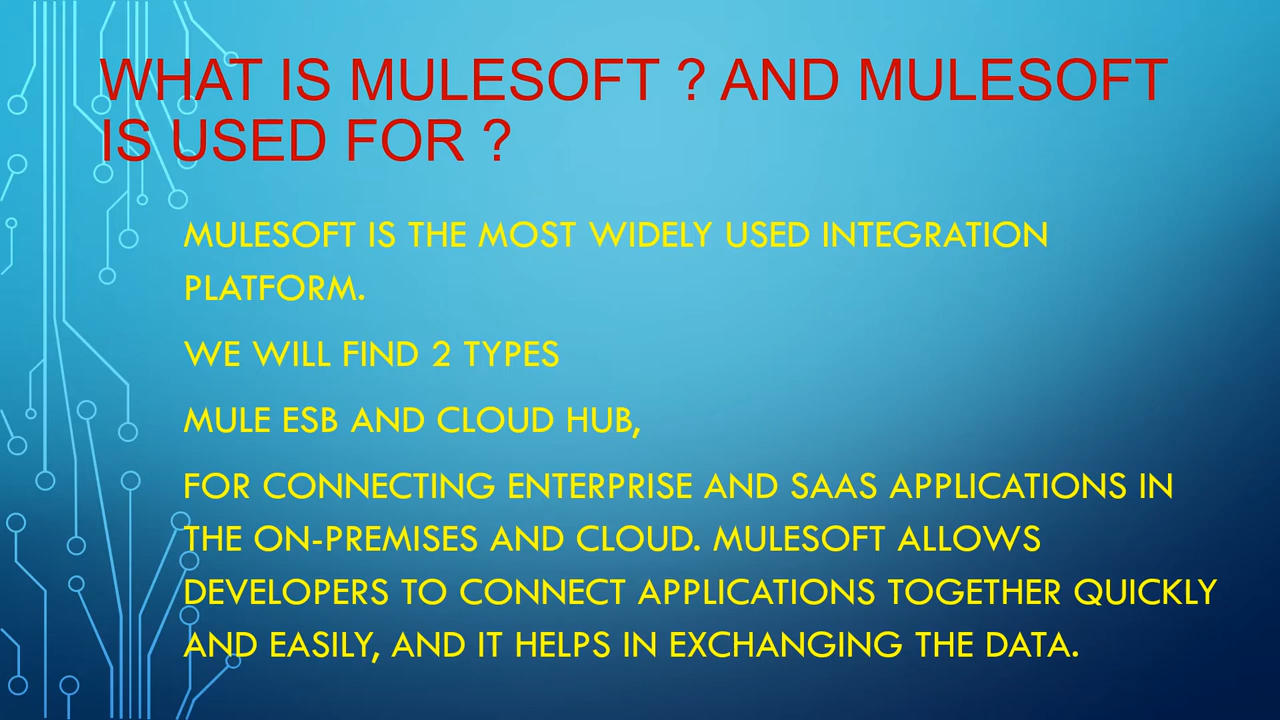 WHAT IS MULESOFT ? AND MULESOFT
IS USED FOR ?
MULESOFT IS THE MOST WIDELY USED INTEGRATION
PLATFORM.
WE WILL FIND 2 TYPES
MULE ESB AND CLOUD HUB,
FOR CONNECTING ENTERPRISE AND SAAS APPLICATIONS IN
THE ON-PREMISES AND CLOUD. MULESOFT ALLOWS
DEVELOPERS TO CONNECT APPLICATIONS TOGETHER QUICKLY
AND EASILY, AND IT HELPS IN EXCHANGING THE DATA.